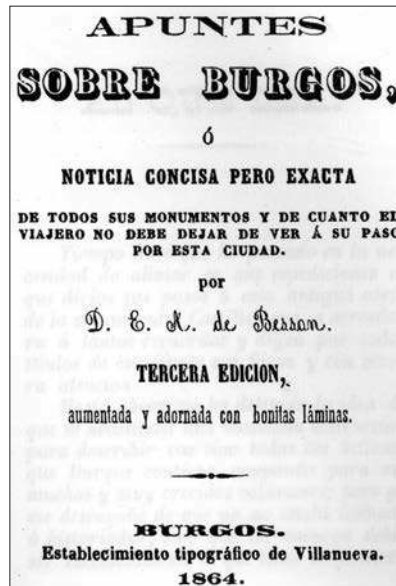 APUNTES
SOBRE BURGOS,
ó
NOTICIA CONCISA PERO EXACTA
DE TODOS SUS MONUMENTOS Y DE CUANTO EL
VIAJERO NO DEBE DEJAR DE VER Á SU PASO
POR ESTA CIUDAD.
por
D. E. A. de Besson.
TERCERA EDICION,
aumentada y adornada con bonitas láminas.
BURGOS.
Establecimiento tipográfico de Villanueva.
1864.